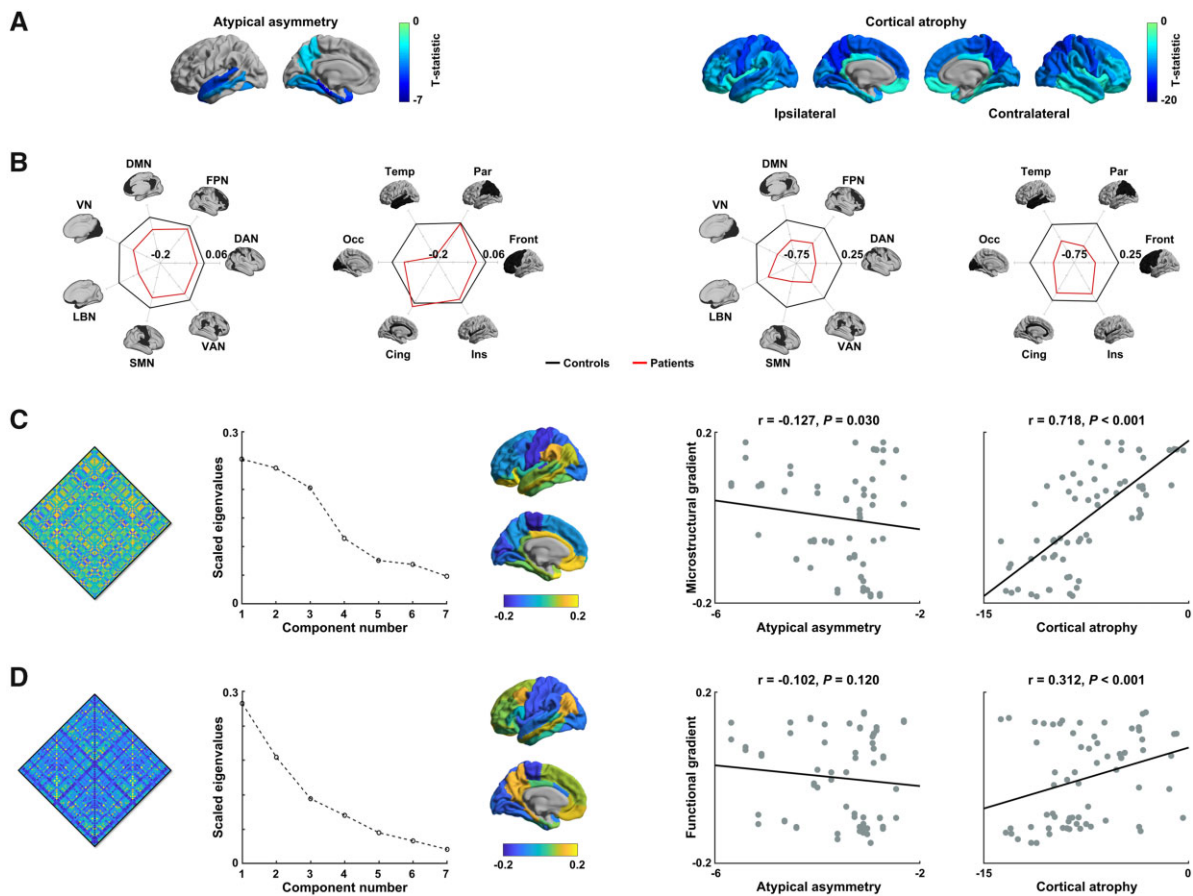 A
Atypical asymmetry
0
T-statistic
-7
Cortical atrophy
0
T-statistic
-20
Ipsilateral
Contralateral
B
DMN
FPN
VN
DAN
-0.2
0.06
LBN
VAN
SMN
Temp
Par
Occ
Front
-0.2
0.06
Cing
Ins
DMN
FPN
VN
DAN
-0.75
0.25
LBN
VAN
SMN
Temp
Par
Occ
Front
-0.75
0.25
Cing
Ins
Controls
Patients
C
0.3
Scaled eigenvalues
0
1 2 3 4 5 6 7
Component number
-0.2 0.2
r = -0.127, P = 0.030
0.2
Microstructural gradient
-0.2
-6 -2
Atypical asymmetry
r = 0.718, P < 0.001
-15 0
Cortical atrophy
D
0.3
Scaled eigenvalues
0
1 2 3 4 5 6 7
Component number
-0.2 0.2
r = -0.102, P = 0.120
0.2
Functional gradient
-0.2
-6 -2
Atypical asymmetry
r = 0.312, P < 0.001
-15 0
Cortical atrophy